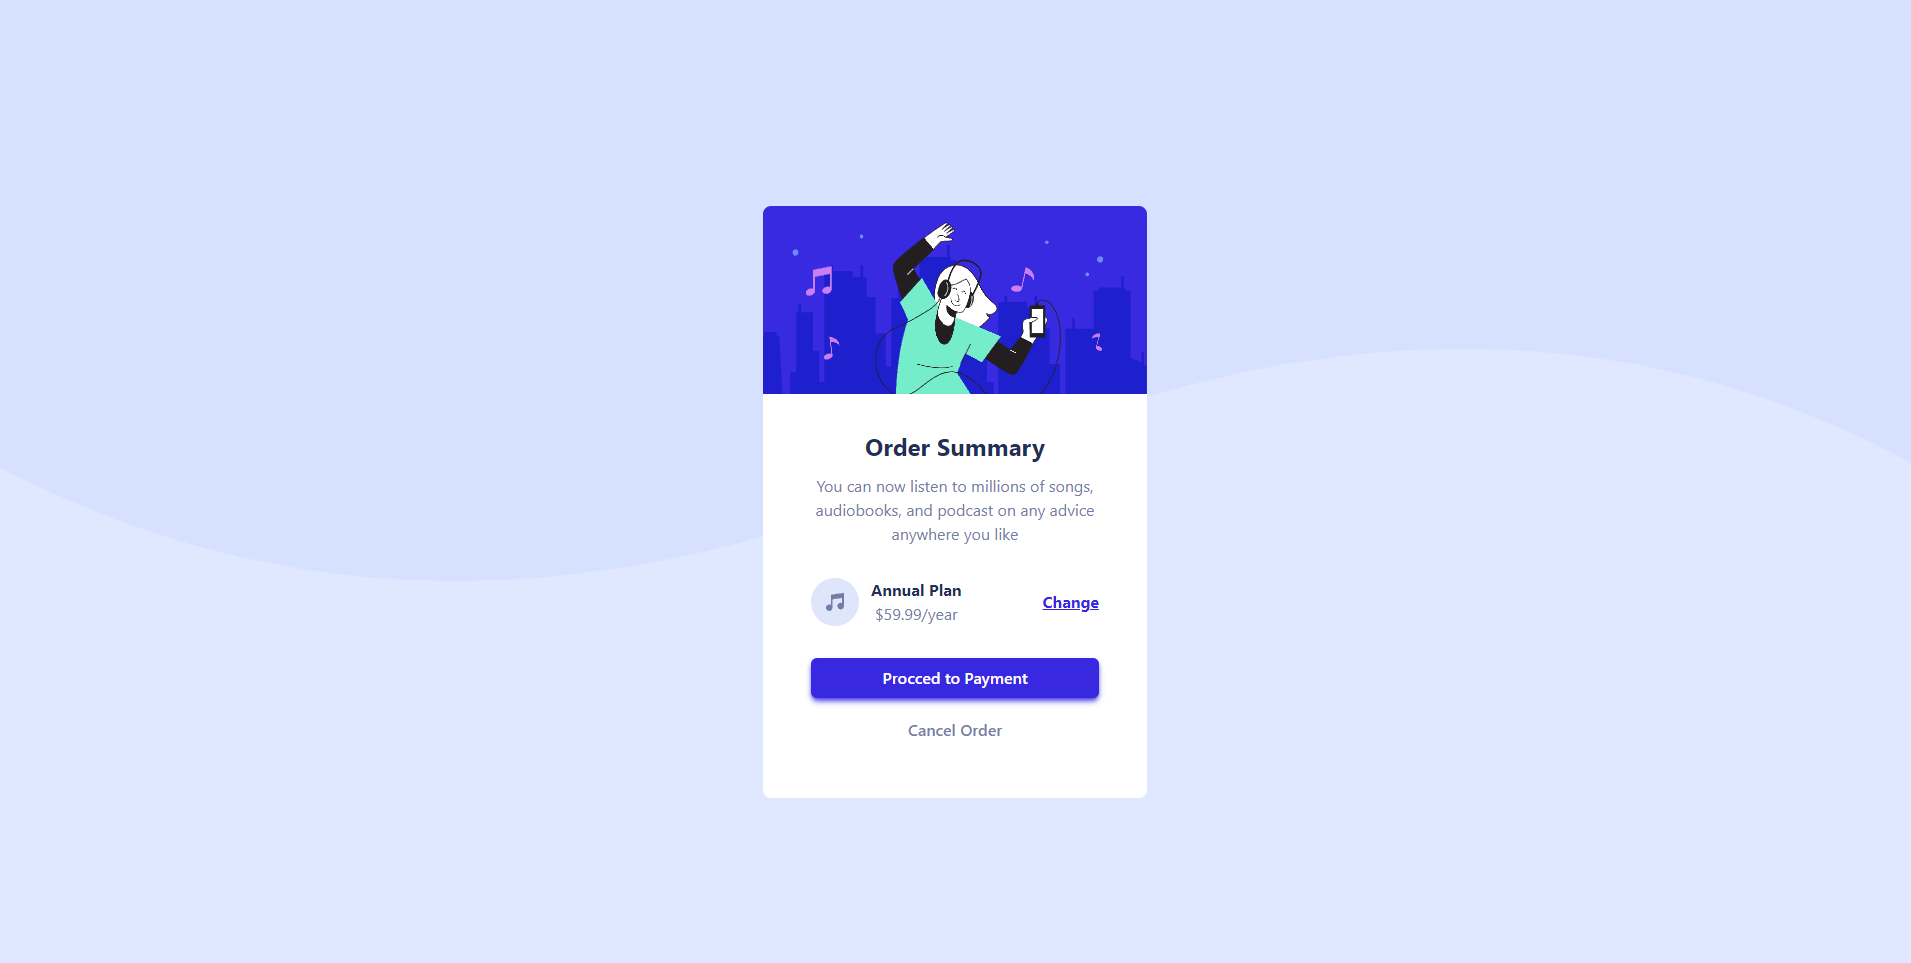 Order Summary
You can now listen to millions of songs,
audiobooks, and podcast on any advice
anywhere you like
Annual Plan
$59.99/year
Change
Procced to Payment
Cancel Order